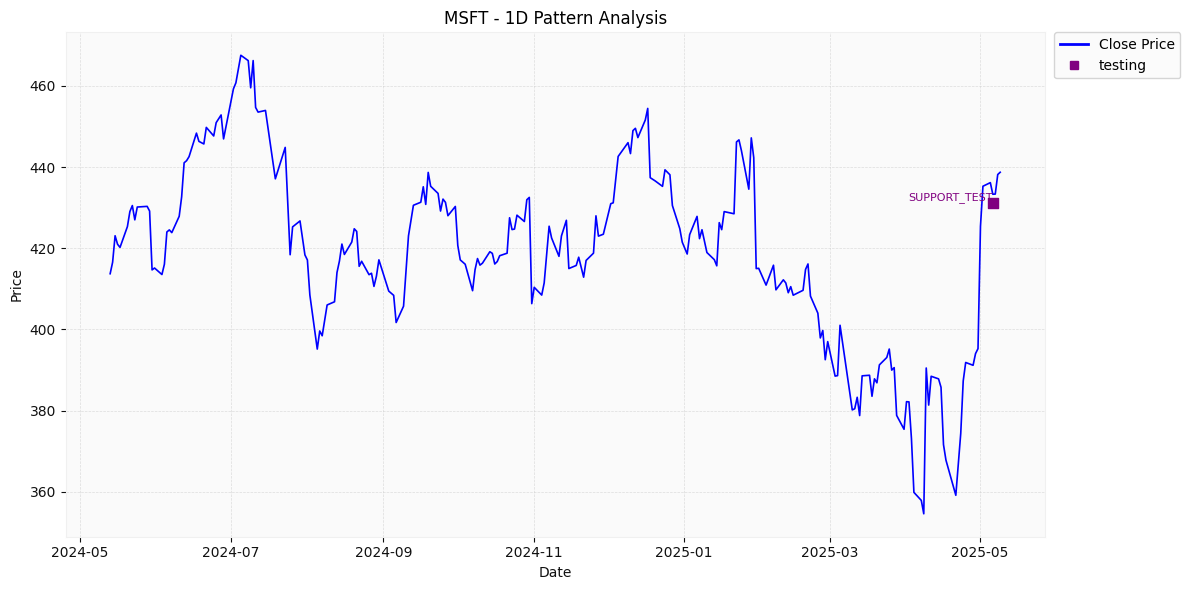 MSFT - 1D Pattern Analysis
Close Price
testing
SUPPORT_TEST
Price
460
440
420
400
380
360
2024-05 2024-07 2024-09 2024-11 2025-01 2025-03 2025-05
Date